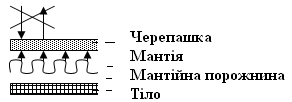 Черепашка
Мантія
Мантійна порожнина
Тіло